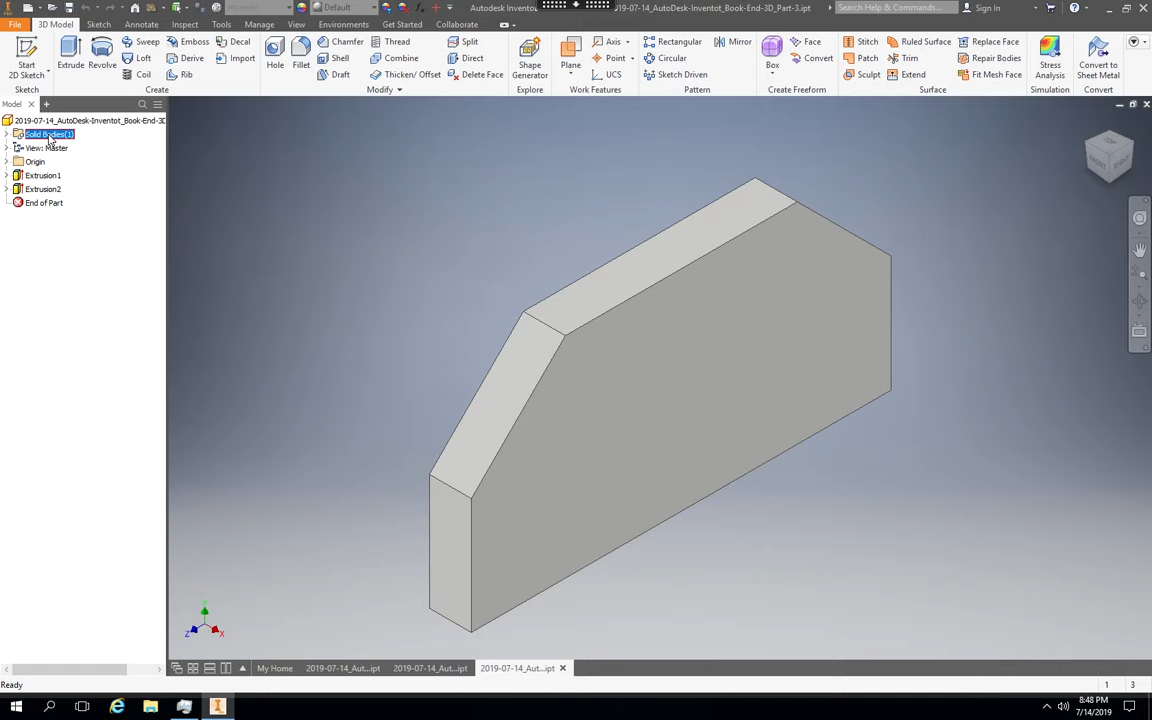 Autodesk Invento
019-07-14_AutoDesk-Inventot_Book-End-3D_Part-3.ipt
Search Help & Commands...
Sign In
Material
Default
File
3D Model
Sketch
Annotate
Inspect
Tools
Manage
View
Environments
Get Started
Collaborate
Start
2D Sketch
Sketch
Extrude
Revolve
Sweep
Loft
Coil
Emboss
Derive
Rib
Decal
Import
Create
Hole
Fillet
Chamfer
Shell
Draft
Thread
Combine
Thicken/ Offset
Split
Direct
Delete Face
Modify
Shape
Generator
Explore
Plane
Axis
Point
UCS
Work Features
Rectangular
Circular
Sketch Driven
Mirror
Pattern
Box
Face
Convert
Create Freeform
Stitch
Patch
Sculpt
Ruled Surface
Trim
Extend
Replace Face
Repair Bodies
Fit Mesh Face
Surface
Stress
Analysis
Simulation
Convert to
Sheet Metal
Convert
Model
2019-07-14_AutoDesk-Inventot_Book-End-3D
Solid Bodies(1)
View: Master
Origin
Extrusion1
Extrusion2
End of Part
FRONT
RIGHT
Y
Z
X
My Home
2019-07-14_Aut...ipt
2019-07-14_Aut...ipt
2019-07-14_Aut...ipt
Ready
1
3
8:48 PM
7/14/2019